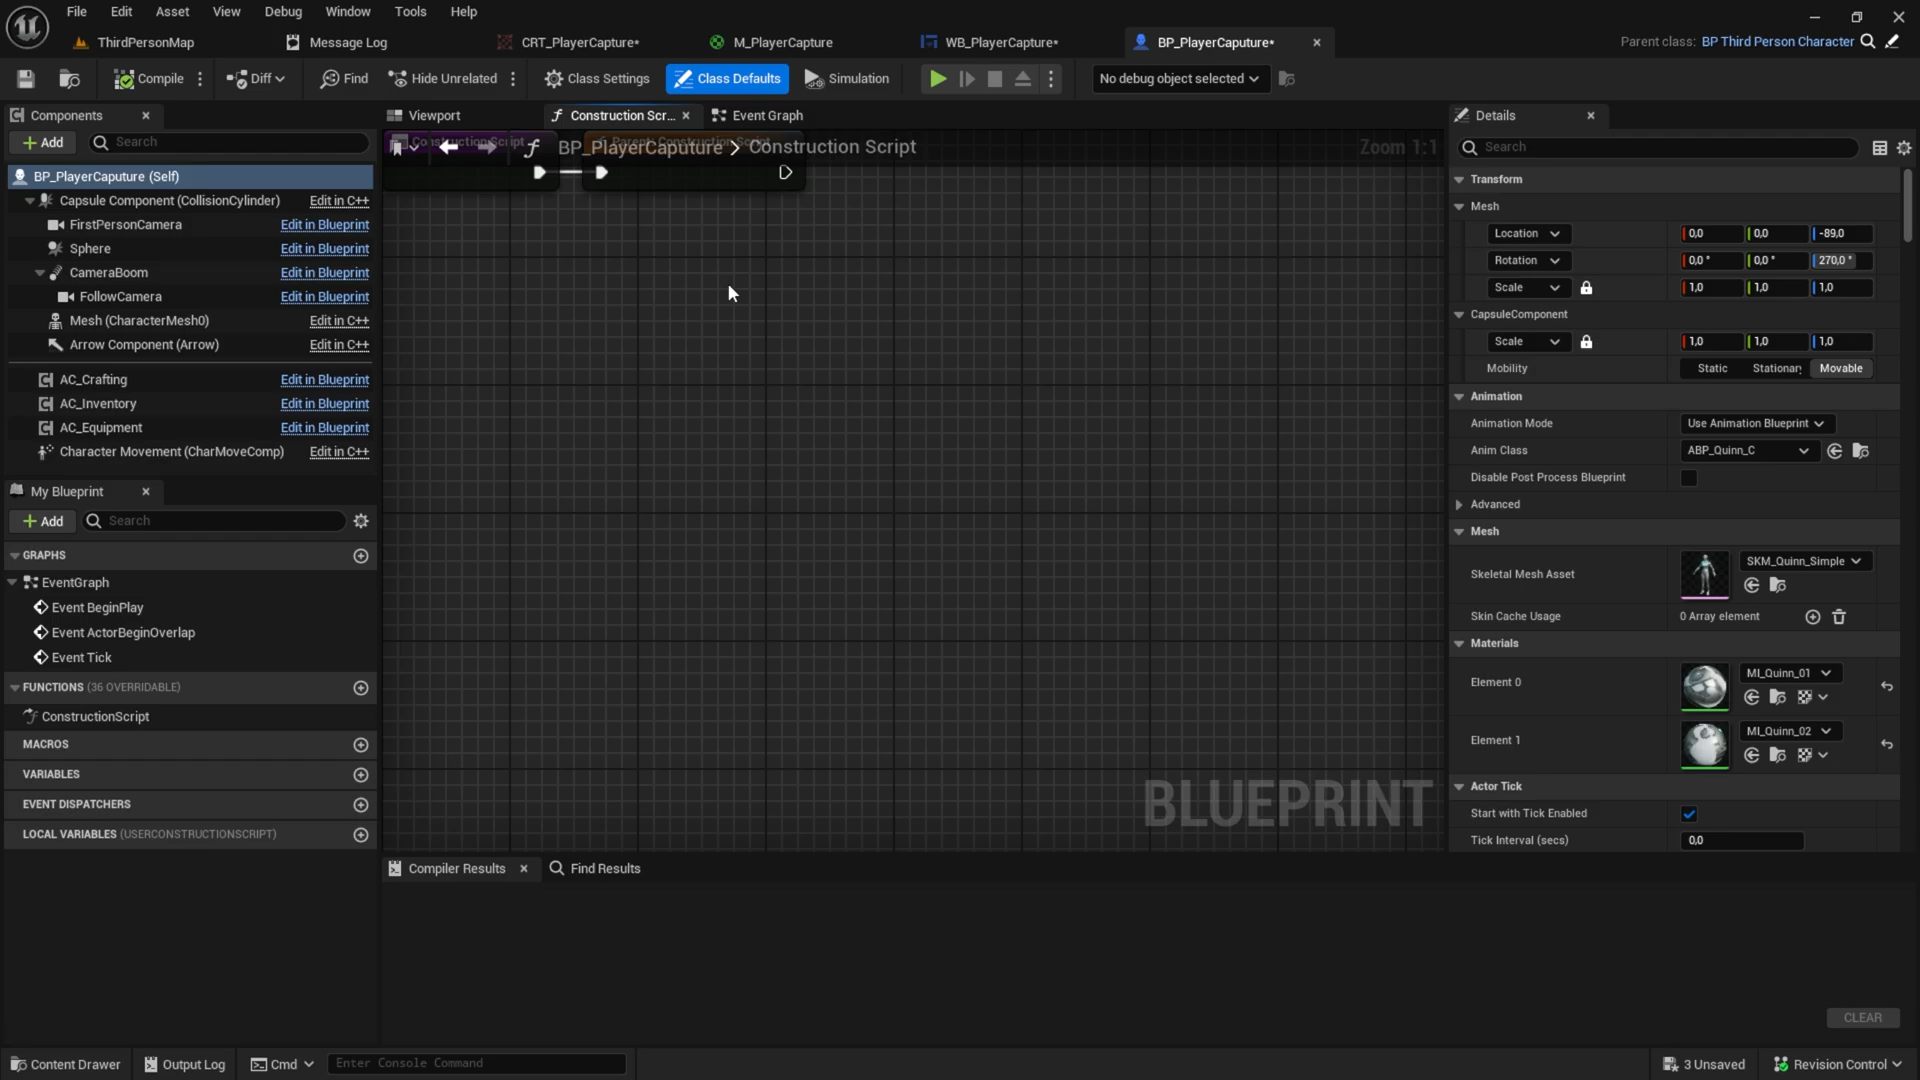 File Edit Asset View Debug Window Tools Help
ThirdPersonMap Message Log CRT_PlayerCapture* M_PlayerCapture WB_PlayerCapture* BP_PlayerCaputure* Parent class: BP Third Person Character
Compile Diff Find Hide Unrelated Class Settings Class Defaults Simulation No debug object selected
Components Viewport Construction Scr... Event Graph Details
Add Search BP_PlayerCaputure > Construction Script Zoom 1:1 Search
BP_PlayerCaputure (Self)
Capsule Component (CollisionCylinder) Edit in C++
FirstPersonCamera Edit in Blueprint
Sphere Edit in Blueprint
CameraBoom Edit in Blueprint
FollowCamera Edit in Blueprint
Mesh (CharacterMesh0) Edit in C++
Arrow Component (Arrow) Edit in C++
AC_Crafting Edit in Blueprint
AC_Inventory Edit in Blueprint
AC_Equipment Edit in Blueprint
Character Movement (CharMoveComp) Edit in C++
My Blueprint
Add Search
GRAPHS
EventGraph
Event BeginPlay
Event ActorBeginOverlap
Event Tick
FUNCTIONS (36 OVERRIDABLE)
ConstructionScript
MACROS
VARIABLES
EVENT DISPATCHERS
LOCAL VARIABLES (USERCONSTRUCTIONSCRIPT)
BLUEPRINT
Compiler Results Find Results
Transform
Mesh
Location 0,0 0,0 -89,0
Rotation 0,0 ° 0,0 ° 270,0 °
Scale 1,0 1,0 1,0
CapsuleComponent
Scale 1,0 1,0 1,0
Mobility Static Stationary Movable
Animation
Animation Mode Use Animation Blueprint
Anim Class ABP_Quinn_C
Disable Post Process Blueprint
Advanced
Mesh
Skeletal Mesh Asset SKM_Quinn_Simple
Skin Cache Usage 0 Array element
Materials
Element 0 MI_Quinn_01
Element 1 MI_Quinn_02
Actor Tick
Start with Tick Enabled
Tick Interval (secs) 0,0
CLEAR
Content Drawer Output Log Cmd Enter Console Command 3 Unsaved Revision Control